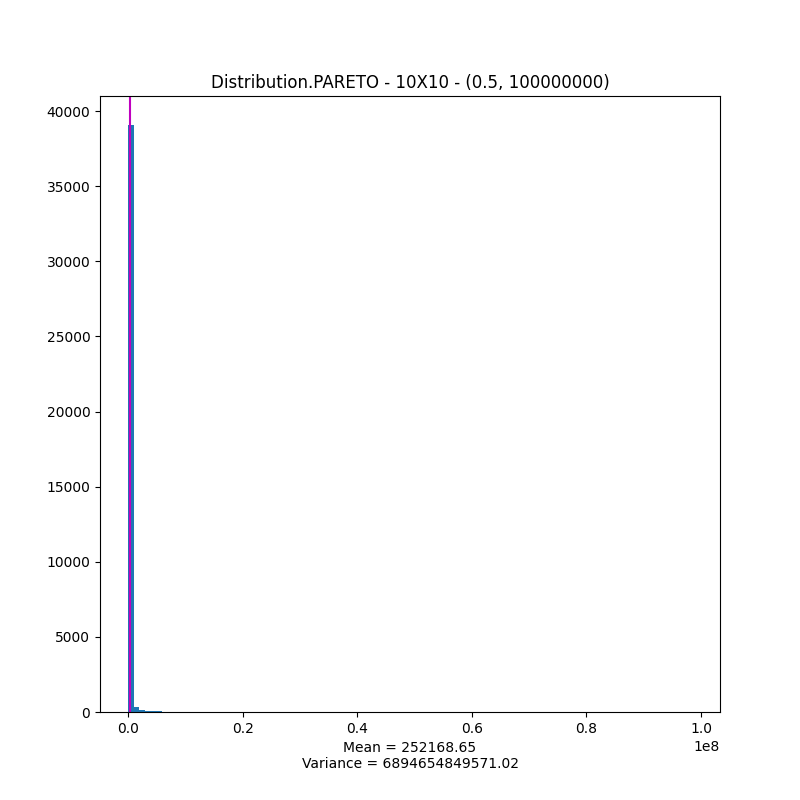 Distribution.PARETO - 10X10 - (0.5, 100000000)
40000
35000
30000
25000
20000
15000
10000
5000
0
0.0 0.2 0.4 0.6 0.8 1.0
1e8
Mean = 252168.65
Variance = 6894654849571.02